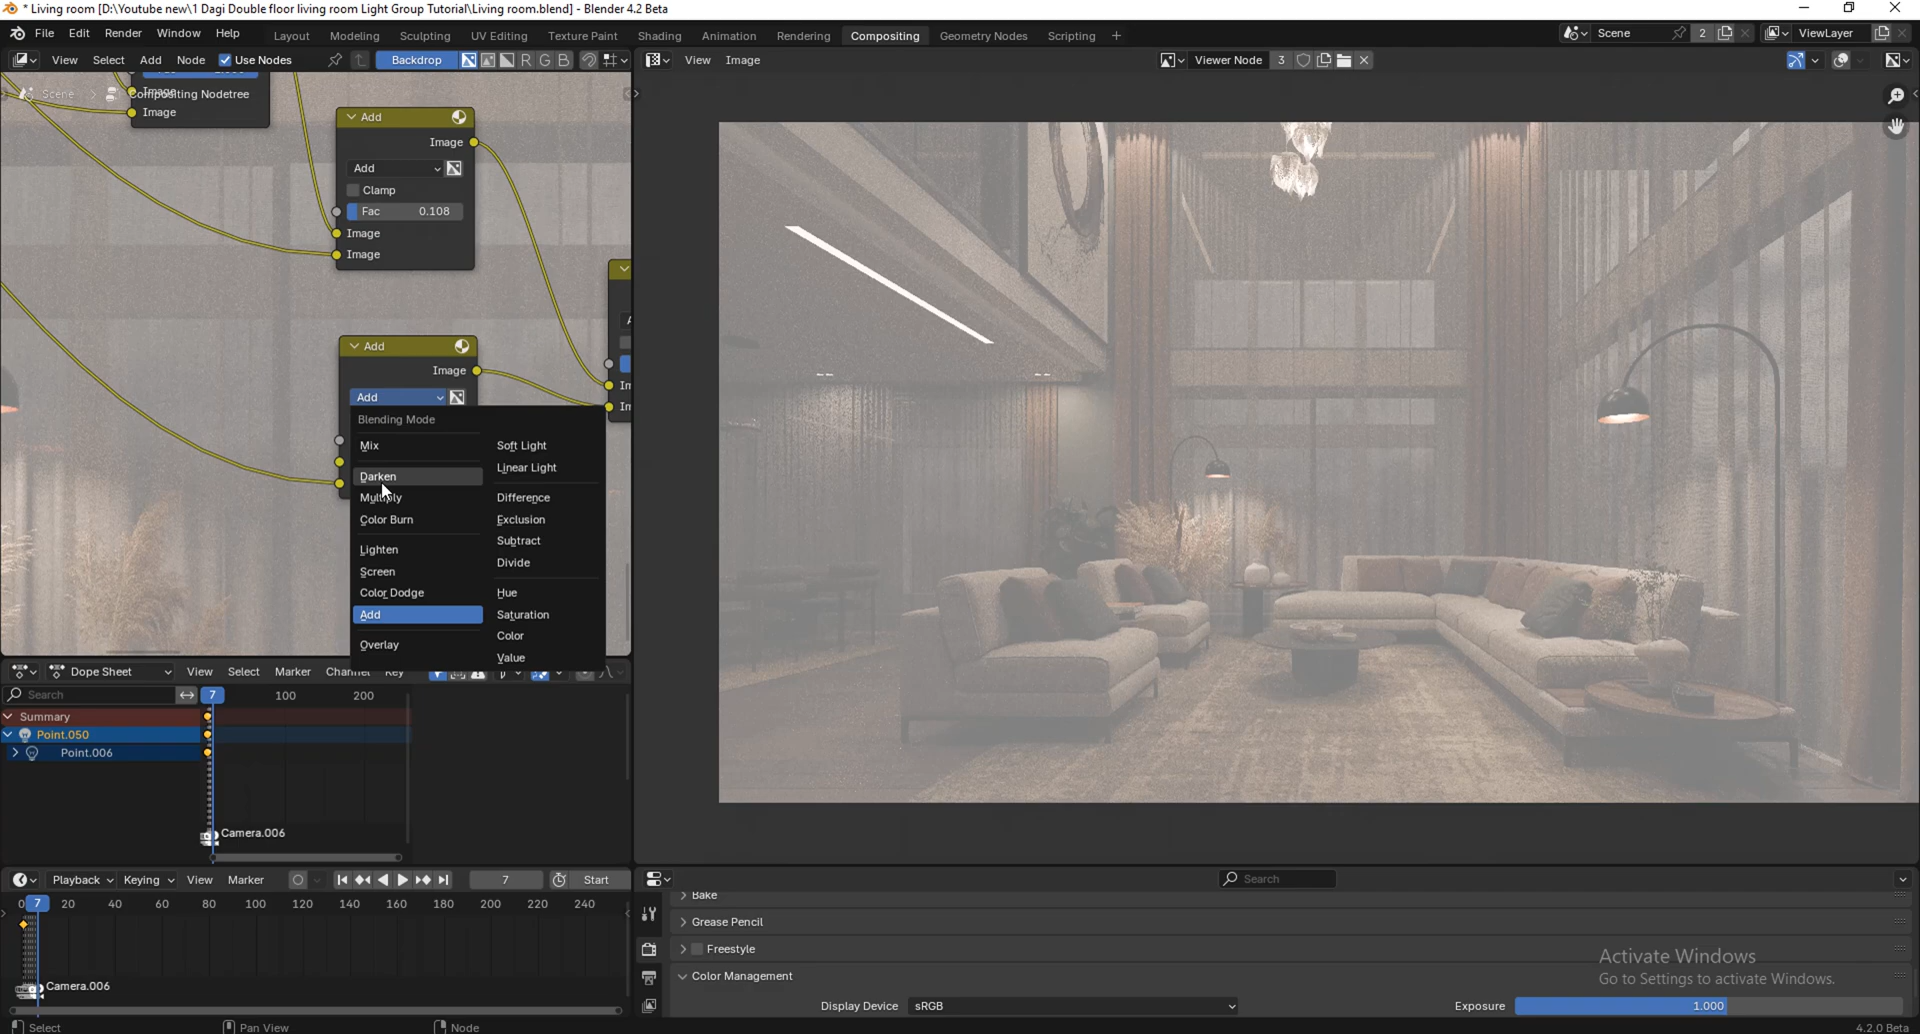 * Living room [D:\Youtube new\1 Dagi Double floor living room Light Group Tutorial\Living room.blend] - Blender 4.2 Beta
File Edit Render Window Help Layout Modeling Sculpting UV Editing Texture Paint Shading Animation Rendering Compositing Geometry Nodes Scripting + Scene 2 ViewLayer
View Select Add Node Use Nodes Backdrop R G B View Image Viewer Node 3
Scene > Compositing Nodetree
Image
Add
Image
Add
Clamp
Fac 0.108
Image
Image
Add
Image
Add
Blending Mode
Mix
Darken
Multiply
Color Burn
Lighten
Screen
Color Dodge
Add
Overlay
Soft Light
Linear Light
Difference
Exclusion
Subtract
Divide
Hue
Saturation
Color
Value
Dope Sheet View Select Marker Channel Key
Search 7 100 200
Summary
Point.050
Point.006
Camera.006
Playback Keying View Marker 7 Start
0 7 20 40 60 80 100 120 140 160 180 200 220 240
Camera.006
Search
Bake
Grease Pencil
Freestyle
Color Management
Display Device sRGB Exposure 1.000
Activate Windows
Go to Settings to activate Windows.
Select Pan View Node 4.2.0 Beta